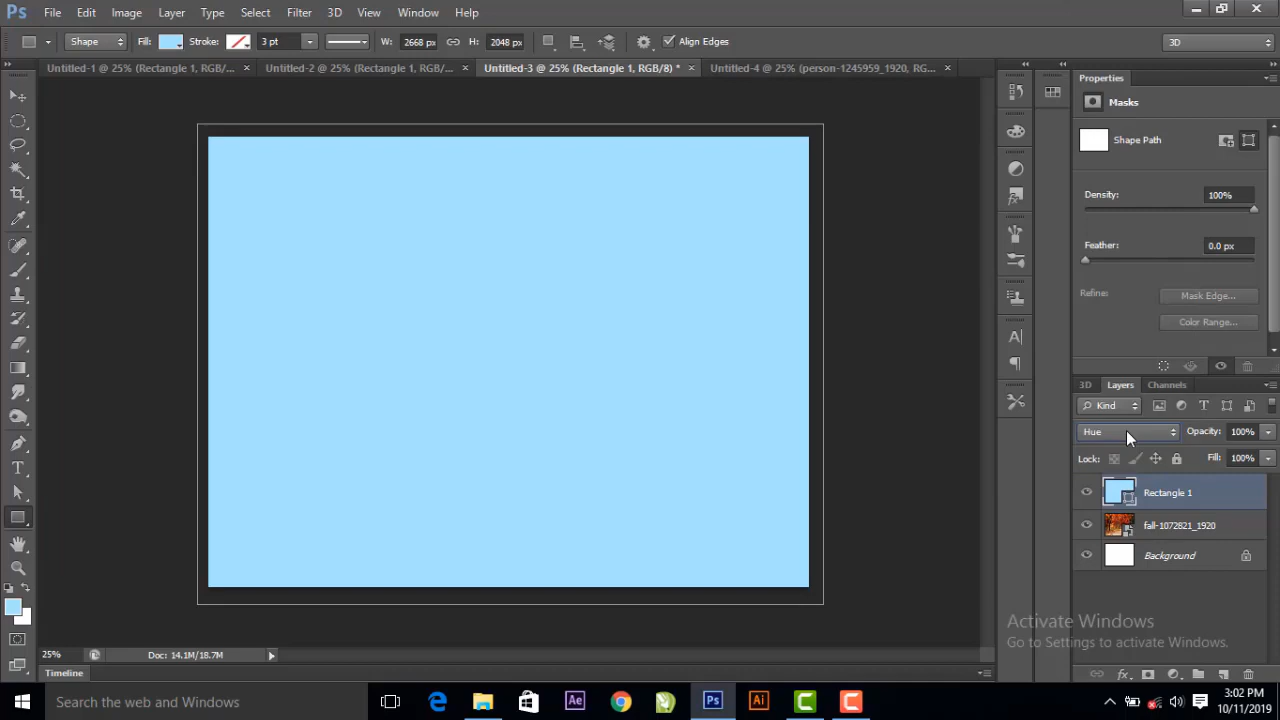 Ps File Edit Image Layer Type Select Filter 3D View Window Help
Shape Fill: Stroke: 3 pt W: 2668 px H: 2048 px Align Edges 3D
Untitled-1 @ 25% (Rectangle 1, RGB/... × Untitled-2 @ 25% (Rectangle 1, RGB/... × Untitled-3 @ 25% (Rectangle 1, RGB/8) * × Untitled-4 @ 25% (person-1245959_1920, RG... ×
Properties
Masks
Shape Path
Density: 100%
Feather: 0.0 px
Refine: Mask Edge...
Color Range...
3D Layers Channels
Kind
Hue Opacity: 100%
Lock: Fill: 100%
Rectangle 1
fall-1072821_1920
Background
Activate Windows
Go to Settings to activate Windows.
25% Doc: 14.1M/18.7M
Timeline
Search the web and Windows
Ae Ps Ai
3:02 PM
10/11/2019